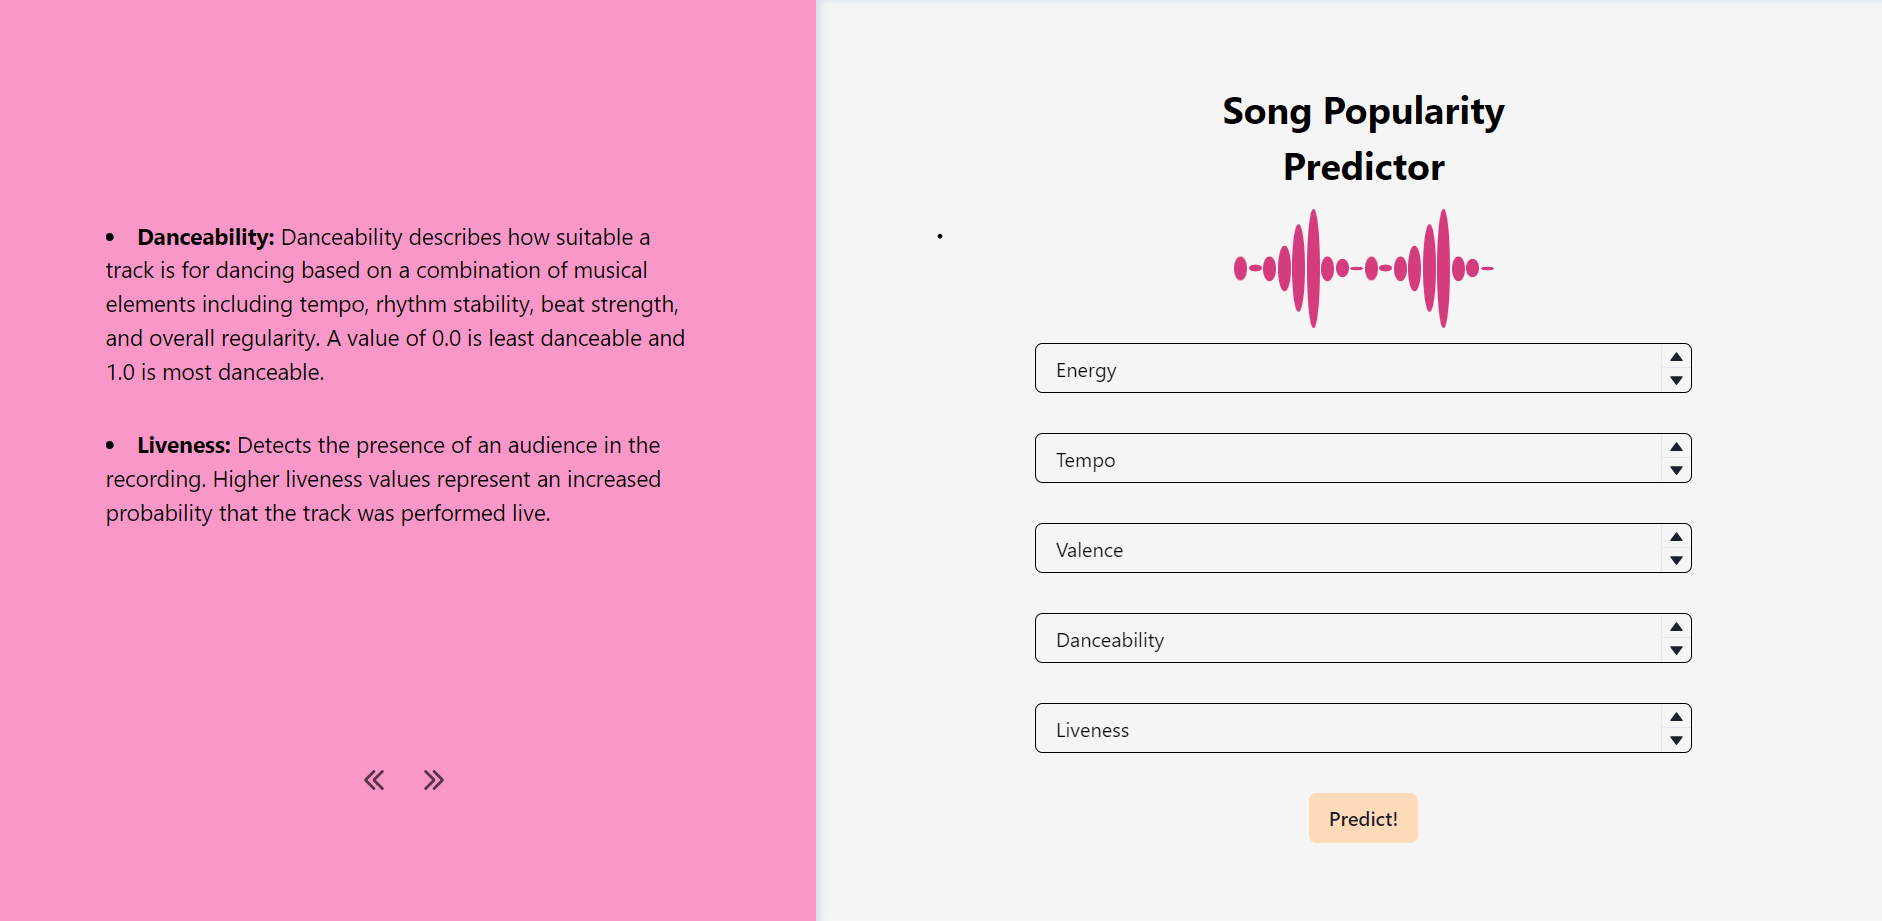 • Danceability: Danceability describes how suitable a
track is for dancing based on a combination of musical
elements including tempo, rhythm stability, beat strength,
and overall regularity. A value of 0.0 is least danceable and
1.0 is most danceable.
• Liveness: Detects the presence of an audience in the
recording. Higher liveness values represent an increased
probability that the track was performed live.
Song Popularity
Predictor
Energy
Tempo
Valence
Danceability
Liveness
Predict!